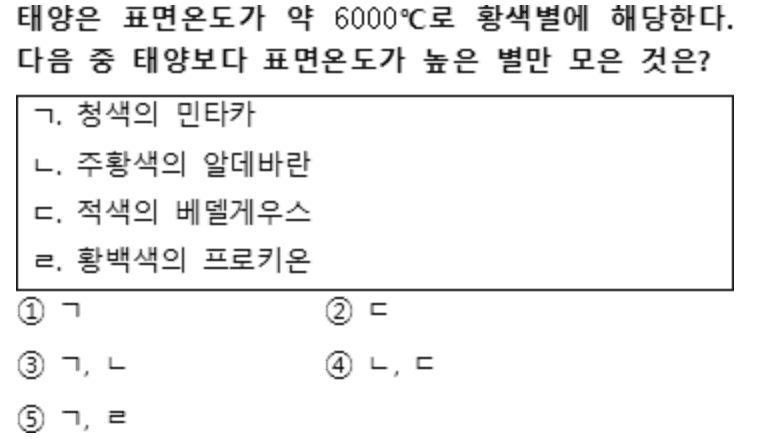 태양은 표면온도가 약 6000℃로 황색별에 해당한다.
다음 중 태양보다 표면온도가 높은 별만 모은 것은?
ㄱ. 청색의 민타카
ㄴ. 주황색의 알데바란
ㄷ. 적색의 베델게우스
ㄹ. 황백색의 프로키온
① ㄱ ② ㄷ
③ ㄱ, ㄴ ④ ㄴ, ㄷ
⑤ ㄱ, ㄹ